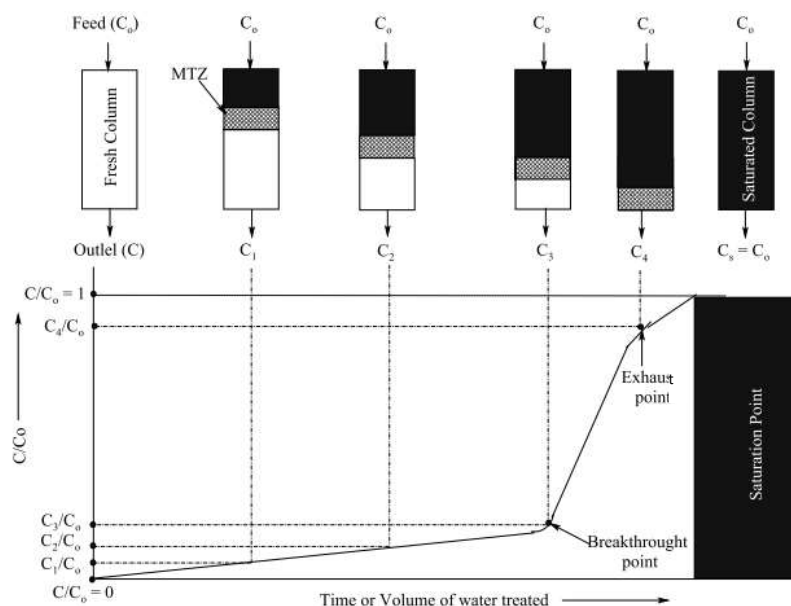 Feed (Co)
Co
Co
Co
Co
Co
MTZ
Fresh Column
Saturated Column
Outlel (C)
C1
C2
C3
C4
Cs = Co
C/Co = 1
C4/Co
Exhaust
point
C/Co
Saturation Point
C3/Co
C2/Co
C1/Co
Breakthrought
point
C/Co = 0
Time or Volume of water treated